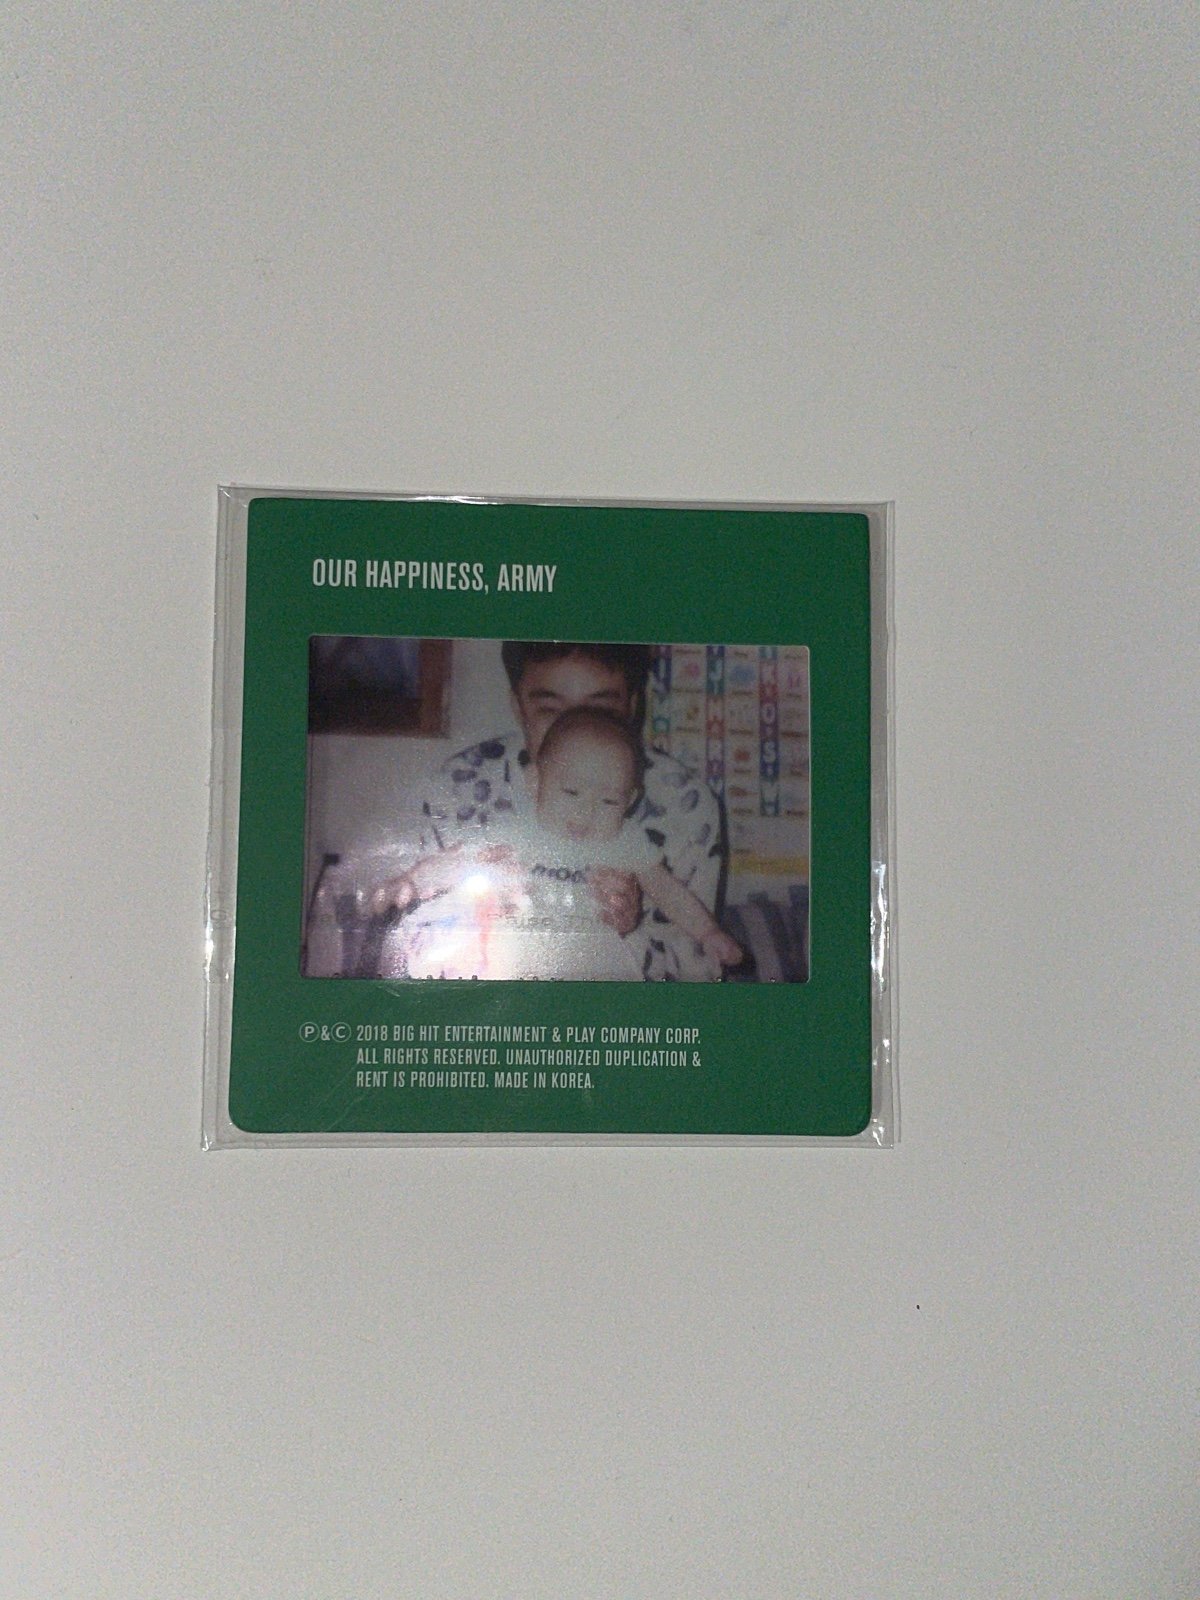 OUR HAPPINESS, ARMY
Ⓟ&Ⓒ 2018 BIG HIT ENTERTAINMENT & PLAY COMPANY CORP.
ALL RIGHTS RESERVED. UNAUTHORIZED DUPLICATION &
RENT IS PROHIBITED. MADE IN KOREA.